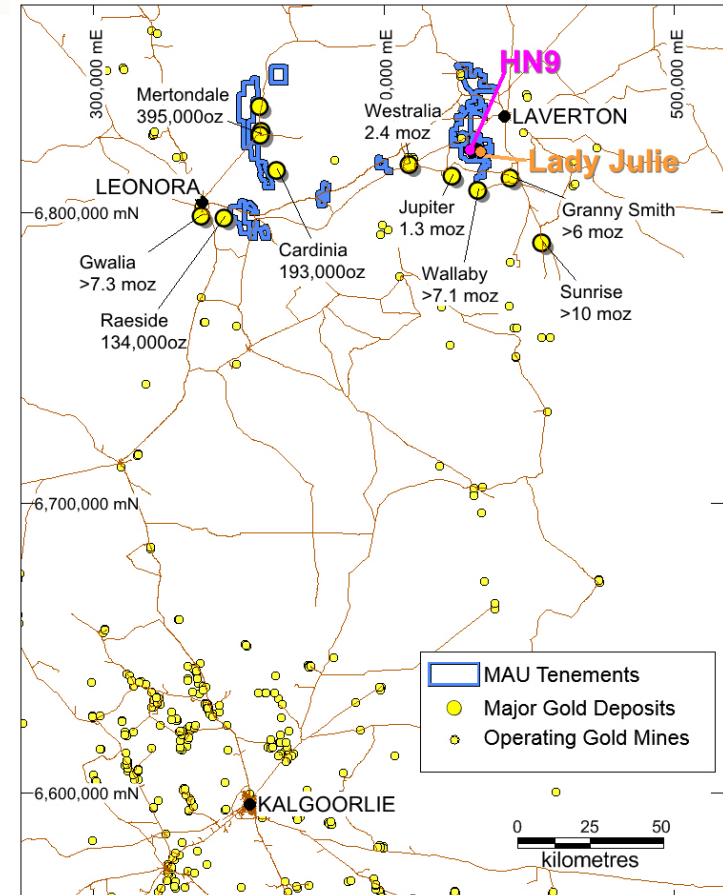 300,000 mE
0,000 mE
500,000 mE
HN9
Mertondale
395,000oz
Westralia
2.4 moz
LAVERTON
Lady Julie
LEONORA
6,800,000 mN
Jupiter
1.3 moz
Granny Smith
>6 moz
Cardinia
193,000oz
Gwalia
>7.3 moz
Wallaby
>7.1 moz
Sunrise
>10 moz
Raeside
134,000oz
6,700,000 mN
MAU Tenements
Major Gold Deposits
Operating Gold Mines
6,600,000 mN
KALGOORLIE
0 25 50
kilometres